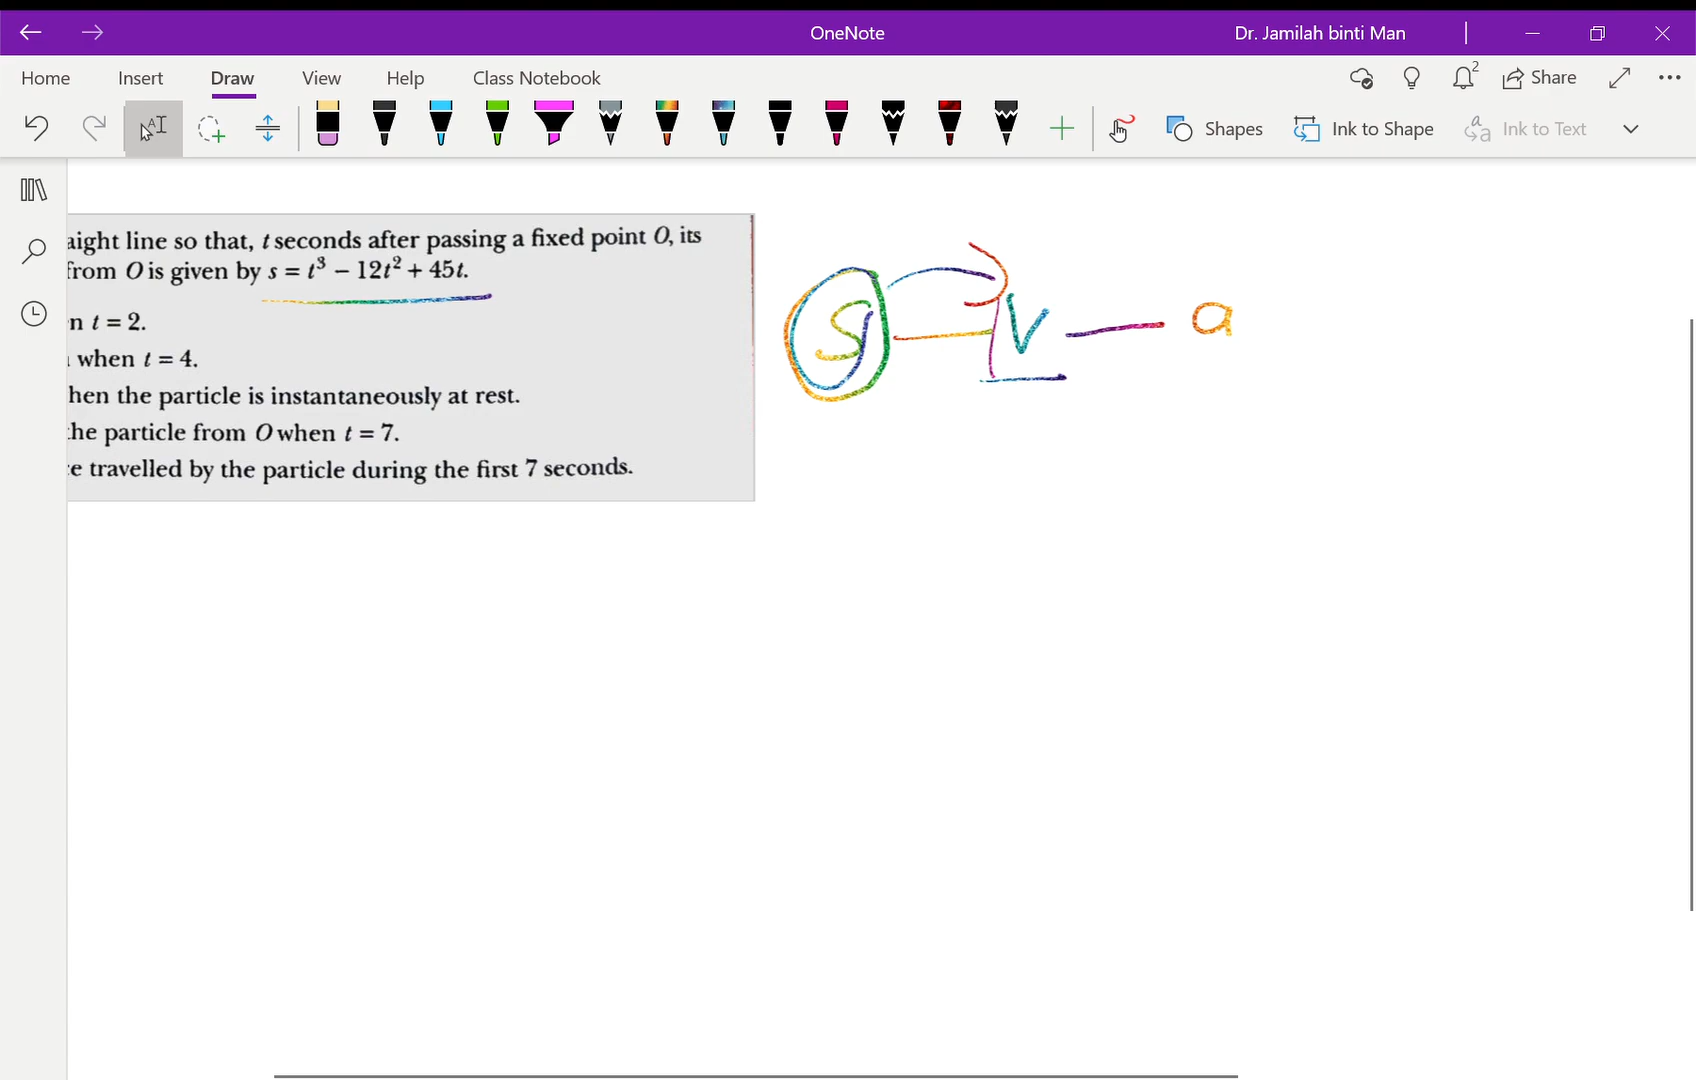 OneNote
Dr. Jamilah binti Man
Home Insert Draw View Help Class Notebook
2
Share
Shapes
Ink to Shape
Ink to Text
aight line so that, t seconds after passing a fixed point O, its
from O is given by s = t³ − 12t² + 45t.
n t = 2.
when t = 4.
hen the particle is instantaneously at rest.
he particle from O when t = 7.
e travelled by the particle during the first 7 seconds.
S — V — a